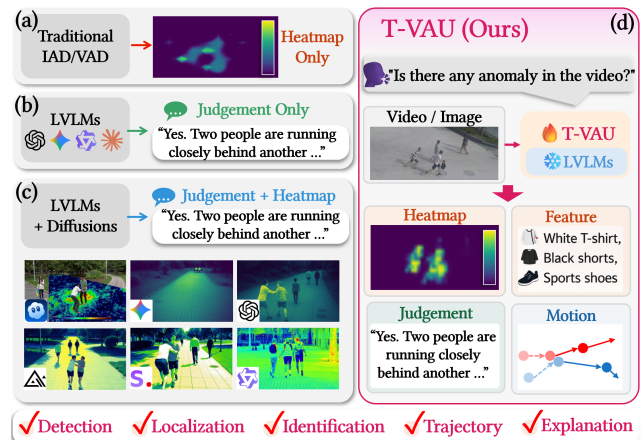 (a)
Traditional
IAD/VAD
Heatmap
Only
(b)
LVLMs
Judgement Only
“Yes. Two people are running
closely behind another ...”
(c)
LVLMs
+ Diffusions
Judgement + Heatmap
“Yes. Two people are running
closely behind another ...”
S.
T-VAU (Ours)
(d)
"Is there any anomaly in the video?"
Video / Image
T-VAU
LVLMs
Heatmap
Feature
White T-shirt,
Black shorts,
Sports shoes
Judgement
“Yes. Two people are
running closely
behind another ...”
Motion
Detection
Localization
Identification
Trajectory
Explanation